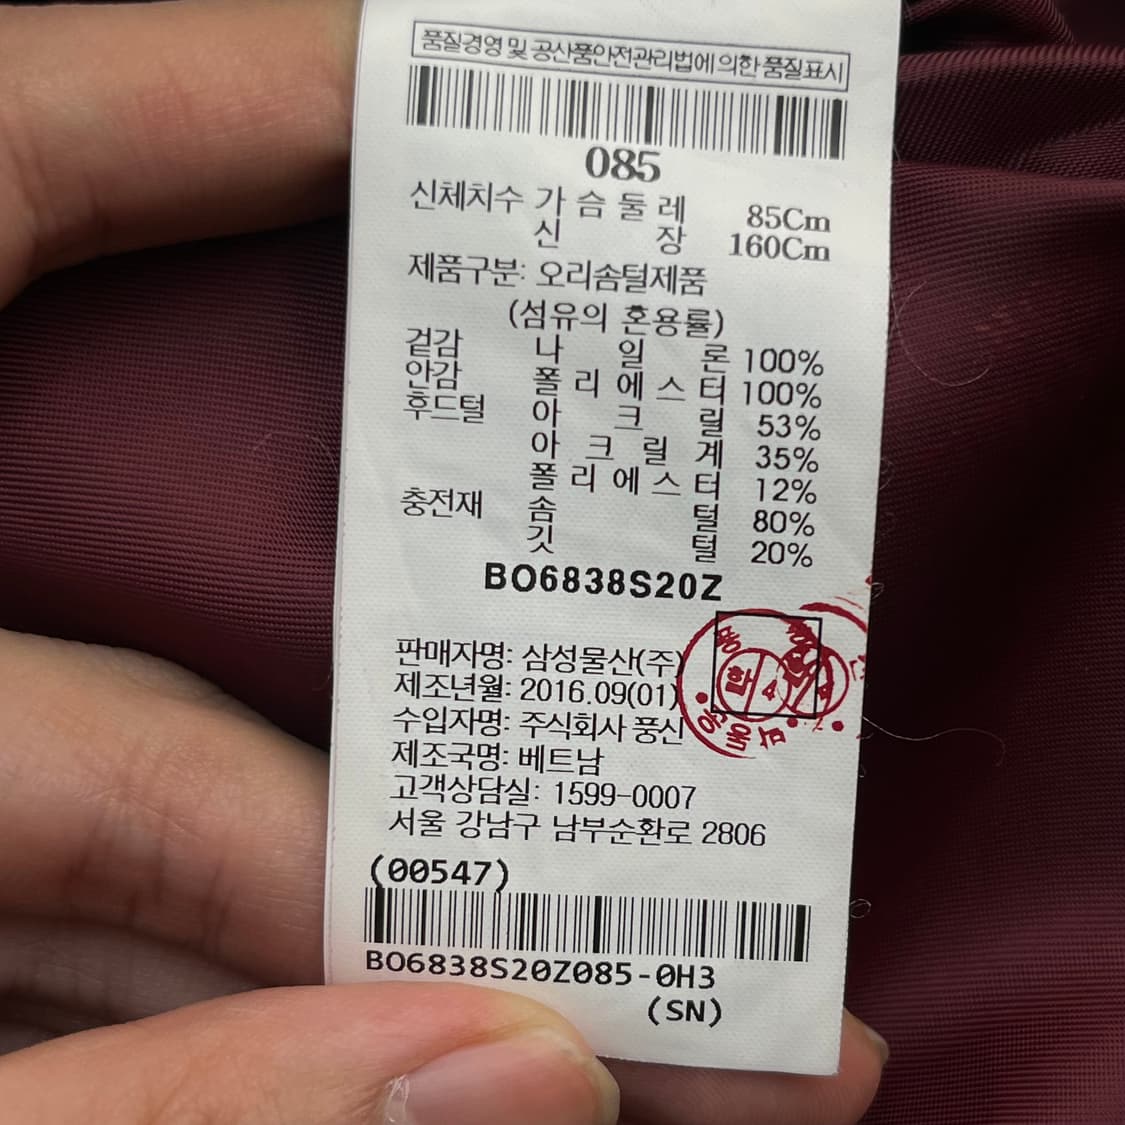 품질경영 및 공산품안전관리법에 의한 품질표시
085
신체치수 가슴둘레 85Cm
신장 160Cm
제품구분: 오리솜털제품
(섬유의 혼용률)
겉감 나일론 100%
안감 폴리에스터 100%
후드털 아크릴 53%
아크릴계 35%
폴리에스터 12%
충전재 솜털 80%
깃털 20%
BO6838S20Z
판매자명: 삼성물산(주)
제조년월: 2016.09(01)
수입자명: 주식회사 풍신
제조국명: 베트남
고객상담실: 1599-0007
서울 강남구 남부순환로 2806
(00547)
BO6838S20Z085-0H3
(SN)